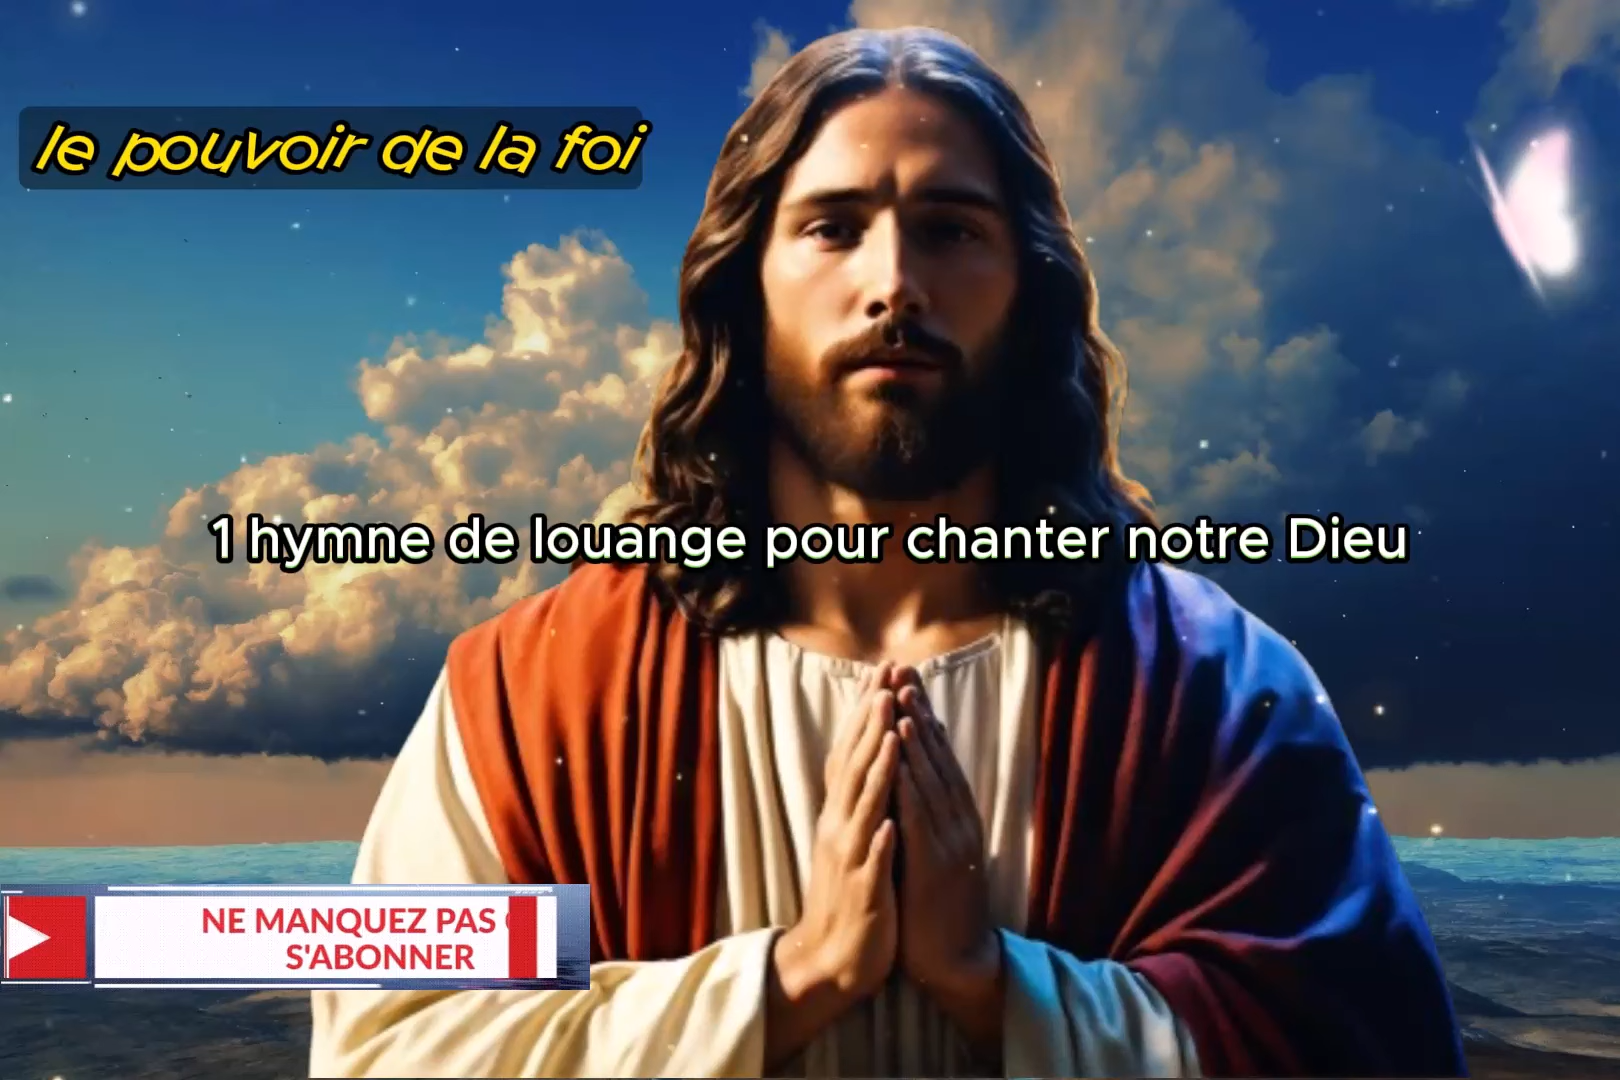 le pouvoir de la foi
1 hymne de louange pour chanter notre Dieu
NE MANQUEZ PAS
S'ABONNER